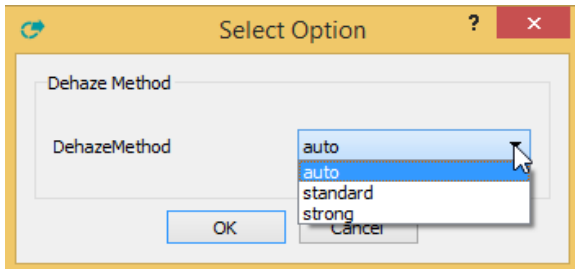 Select Option
?
Dehaze Method
DehazeMethod
auto
auto
standard
strong
OK
Cancel